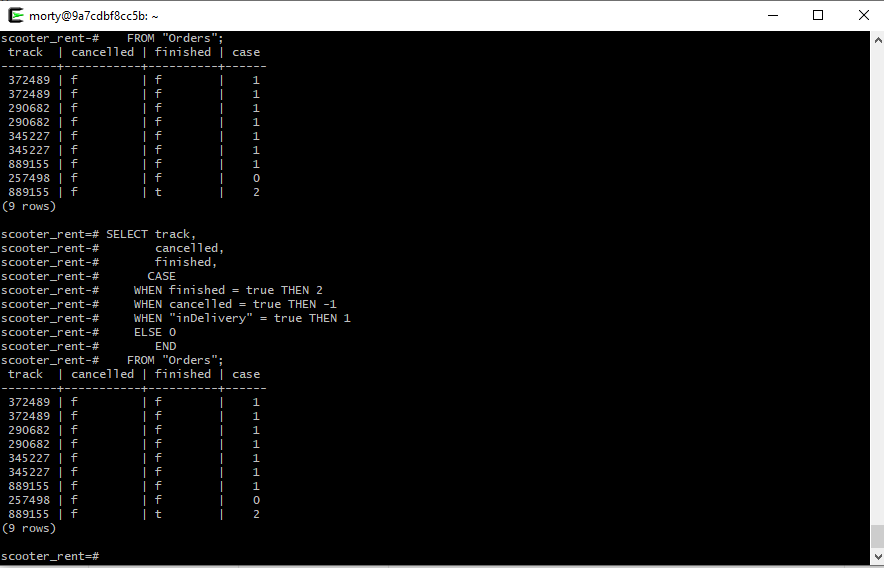 morty@9a7cdbf8cc5b: ~
scooter_rent-#    FROM "Orders";
 track  | cancelled | finished | case
--------+-----------+----------+------
 372489 | f         | f        |    1
 372489 | f         | f        |    1
 290682 | f         | f        |    1
 290682 | f         | f        |    1
 345227 | f         | f        |    1
 345227 | f         | f        |    1
 889155 | f         | f        |    1
 257498 | f         | f        |    0
 889155 | f         | t        |    2
(9 rows)
scooter_rent=# SELECT track,
scooter_rent-#        cancelled,
scooter_rent-#        finished,
scooter_rent-#       CASE
scooter_rent-#     WHEN finished = true THEN 2
scooter_rent-#     WHEN cancelled = true THEN -1
scooter_rent-#     WHEN "inDelivery" = true THEN 1
scooter_rent-#     ELSE 0
scooter_rent-#        END
scooter_rent-#    FROM "Orders";
 track  | cancelled | finished | case
--------+-----------+----------+------
 372489 | f         | f        |    1
 372489 | f         | f        |    1
 290682 | f         | f        |    1
 290682 | f         | f        |    1
 345227 | f         | f        |    1
 345227 | f         | f        |    1
 889155 | f         | f        |    1
 257498 | f         | f        |    0
 889155 | f         | t        |    2
(9 rows)
scooter_rent=#